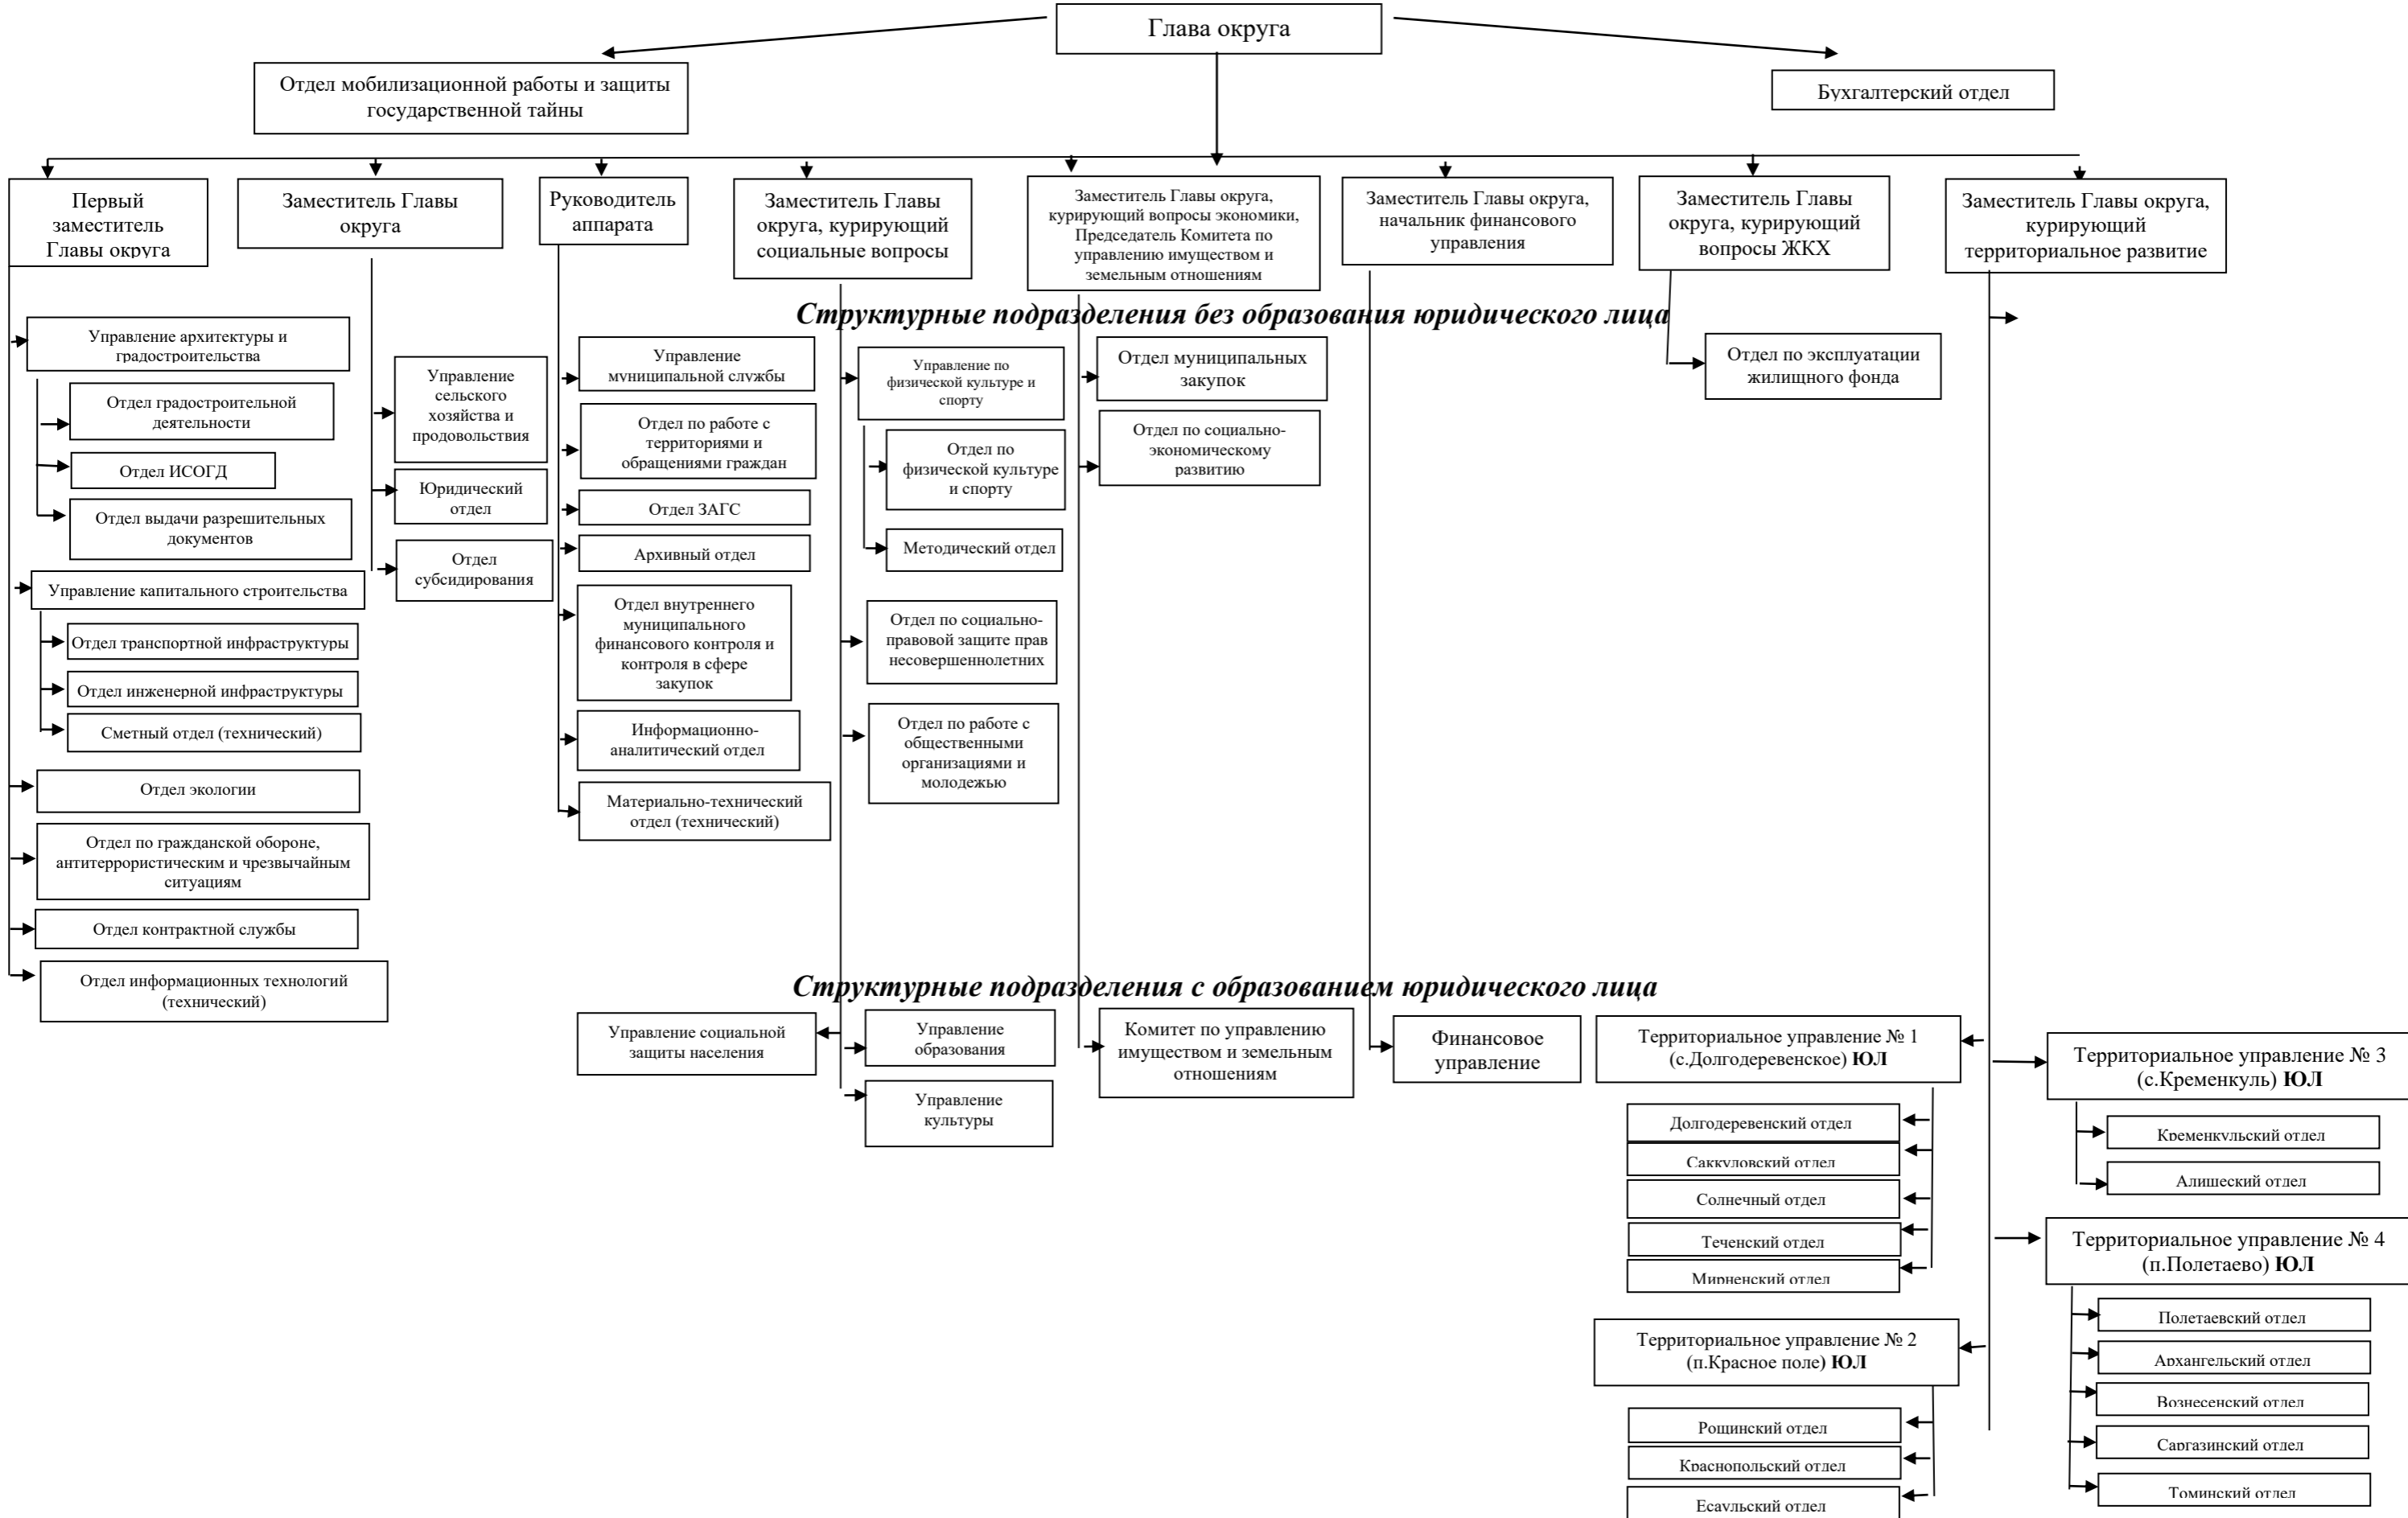 Глава округа
Отдел мобилизационной работы и защиты
государственной тайны
Бухгалтерский отдел
Первый
заместитель
Главы округа
Заместитель Главы
округа
Руководитель
аппарата
Заместитель Главы
округа, курирующий
социальные вопросы
Заместитель Главы округа,
курирующий вопросы экономики,
Председатель Комитета по
управлению имуществом и
земельным отношениям
Заместитель Главы округа,
начальник финансового
управления
Заместитель Главы
округа, курирующий
вопросы ЖКХ
Заместитель Главы округа,
курирующий
территориальное развитие
Структурные подразделения без образования юридического лица
Управление архитектуры и
градостроительства
Отдел градостроительной
деятельности
Отдел ИСОГД
Отдел выдачи разрешительных
документов
Управление капитального строительства
Отдел транспортной инфраструктуры
Отдел инженерной инфраструктуры
Сметный отдел (технический)
Отдел экологии
Отдел по гражданской обороне,
антитеррористическим и чрезвычайным
ситуациям
Отдел контрактной службы
Отдел информационных технологий
(технический)
Управление
сельского
хозяйства и
продовольствия
Юридический
отдел
Отдел
субсидирования
Управление
муниципальной службы
Отдел по работе с
территориями и
обращениями граждан
Отдел ЗАГС
Архивный отдел
Отдел внутреннего
муниципального
финансового контроля и
контроля в сфере
закупок
Информационно-
аналитический отдел
Материально-технический
отдел (технический)
Управление по
физической культуре и
спорту
Отдел по
физической культуре
и спорту
Методический отдел
Отдел по социально-
правовой защите прав
несовершеннолетних
Отдел по работе с
общественными
организациями и
молодежью
Отдел муниципальных
закупок
Отдел по социально-
экономическому
развитию
Отдел по эксплуатации
жилищного фонда
Структурные подразделения с образованием юридического лица
Управление социальной
защиты населения
Управление
образования
Управление
культуры
Комитет по управлению
имуществом и земельным
отношениям
Финансовое
управление
Территориальное управление № 1
(с.Долгодеревенское) ЮЛ
Долгодеревенский отдел
Саккуловский отдел
Солнечный отдел
Теченский отдел
Мирненский отдел
Территориальное управление № 2
(п.Красное поле) ЮЛ
Рощинский отдел
Краснопольский отдел
Есаульский отдел
Территориальное управление № 3
(с.Кременкуль) ЮЛ
Кременкульский отдел
Алишеский отдел
Территориальное управление № 4
(п.Полетаево) ЮЛ
Полетаевский отдел
Архангельский отдел
Вознесенский отдел
Саргазинский отдел
Томинский отдел